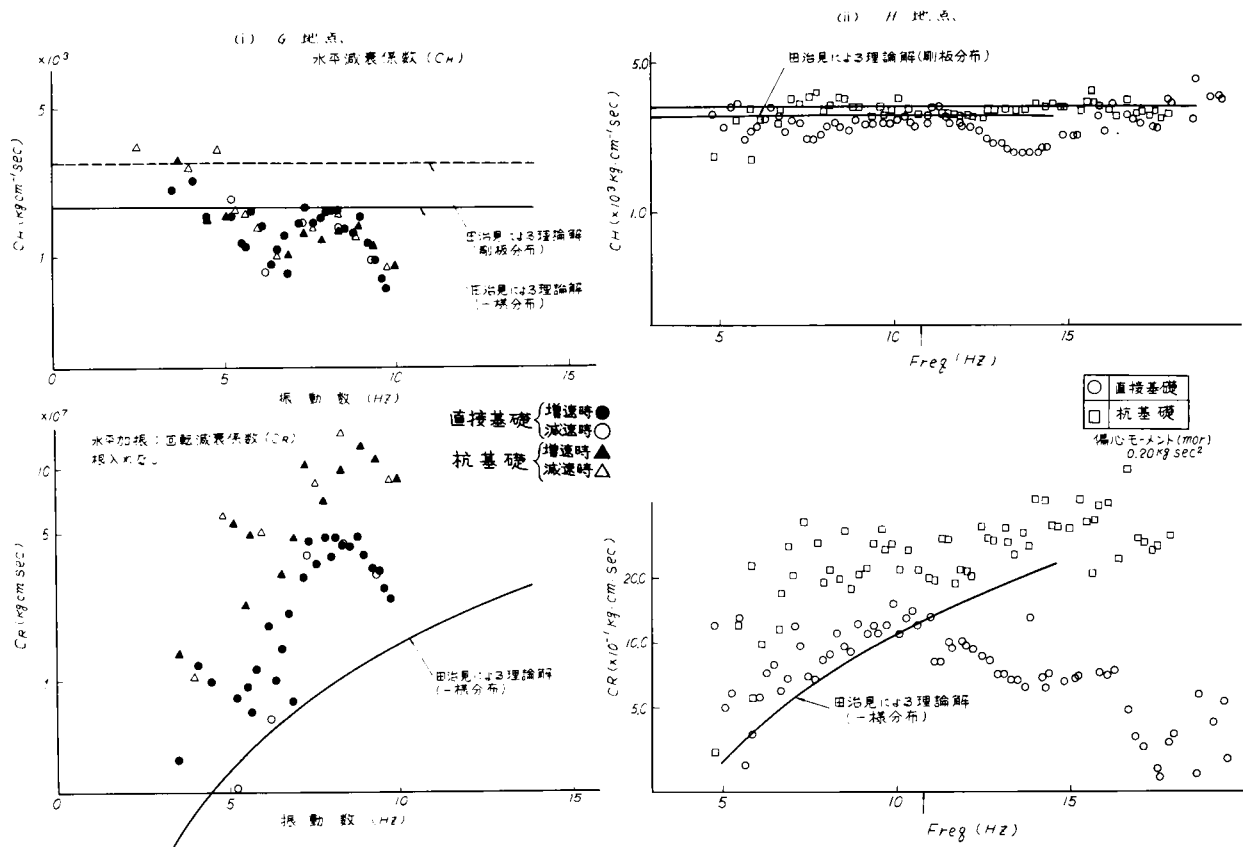 (i) G 地点、
水平減衰係数 (CH)
×10³
5
1
CH (kg cm⁻¹ sec)
田治見による理論解
(剛板分布)
田治見による理論解
(一様分布)
0 5 10 15
振動数 (HZ)
×10⁷
水平加振:回転減衰係数 (CR)
根入れなし
直接基礎 増速時●
減速時○
杭基礎 増速時▲
減速時△
10
5
1
CR (kg cm sec)
田治見による理論解
(一様分布)
0 5 10 15
振動数 (HZ)
(ii) H 地点、
5.0
田治見による理論解(剛板分布)
1.0
CH (×10³ kg·cm⁻¹ sec)
5 10 15
Freq (HZ)
○ 直接基礎
□ 杭基礎
偏心モーメント (mor)
0.20 kg sec²
20.0
10.0
5.0
CR (×10⁻¹ kg·cm·sec)
田治見による理論解
(一様分布)
5 10 15
Freq (HZ)